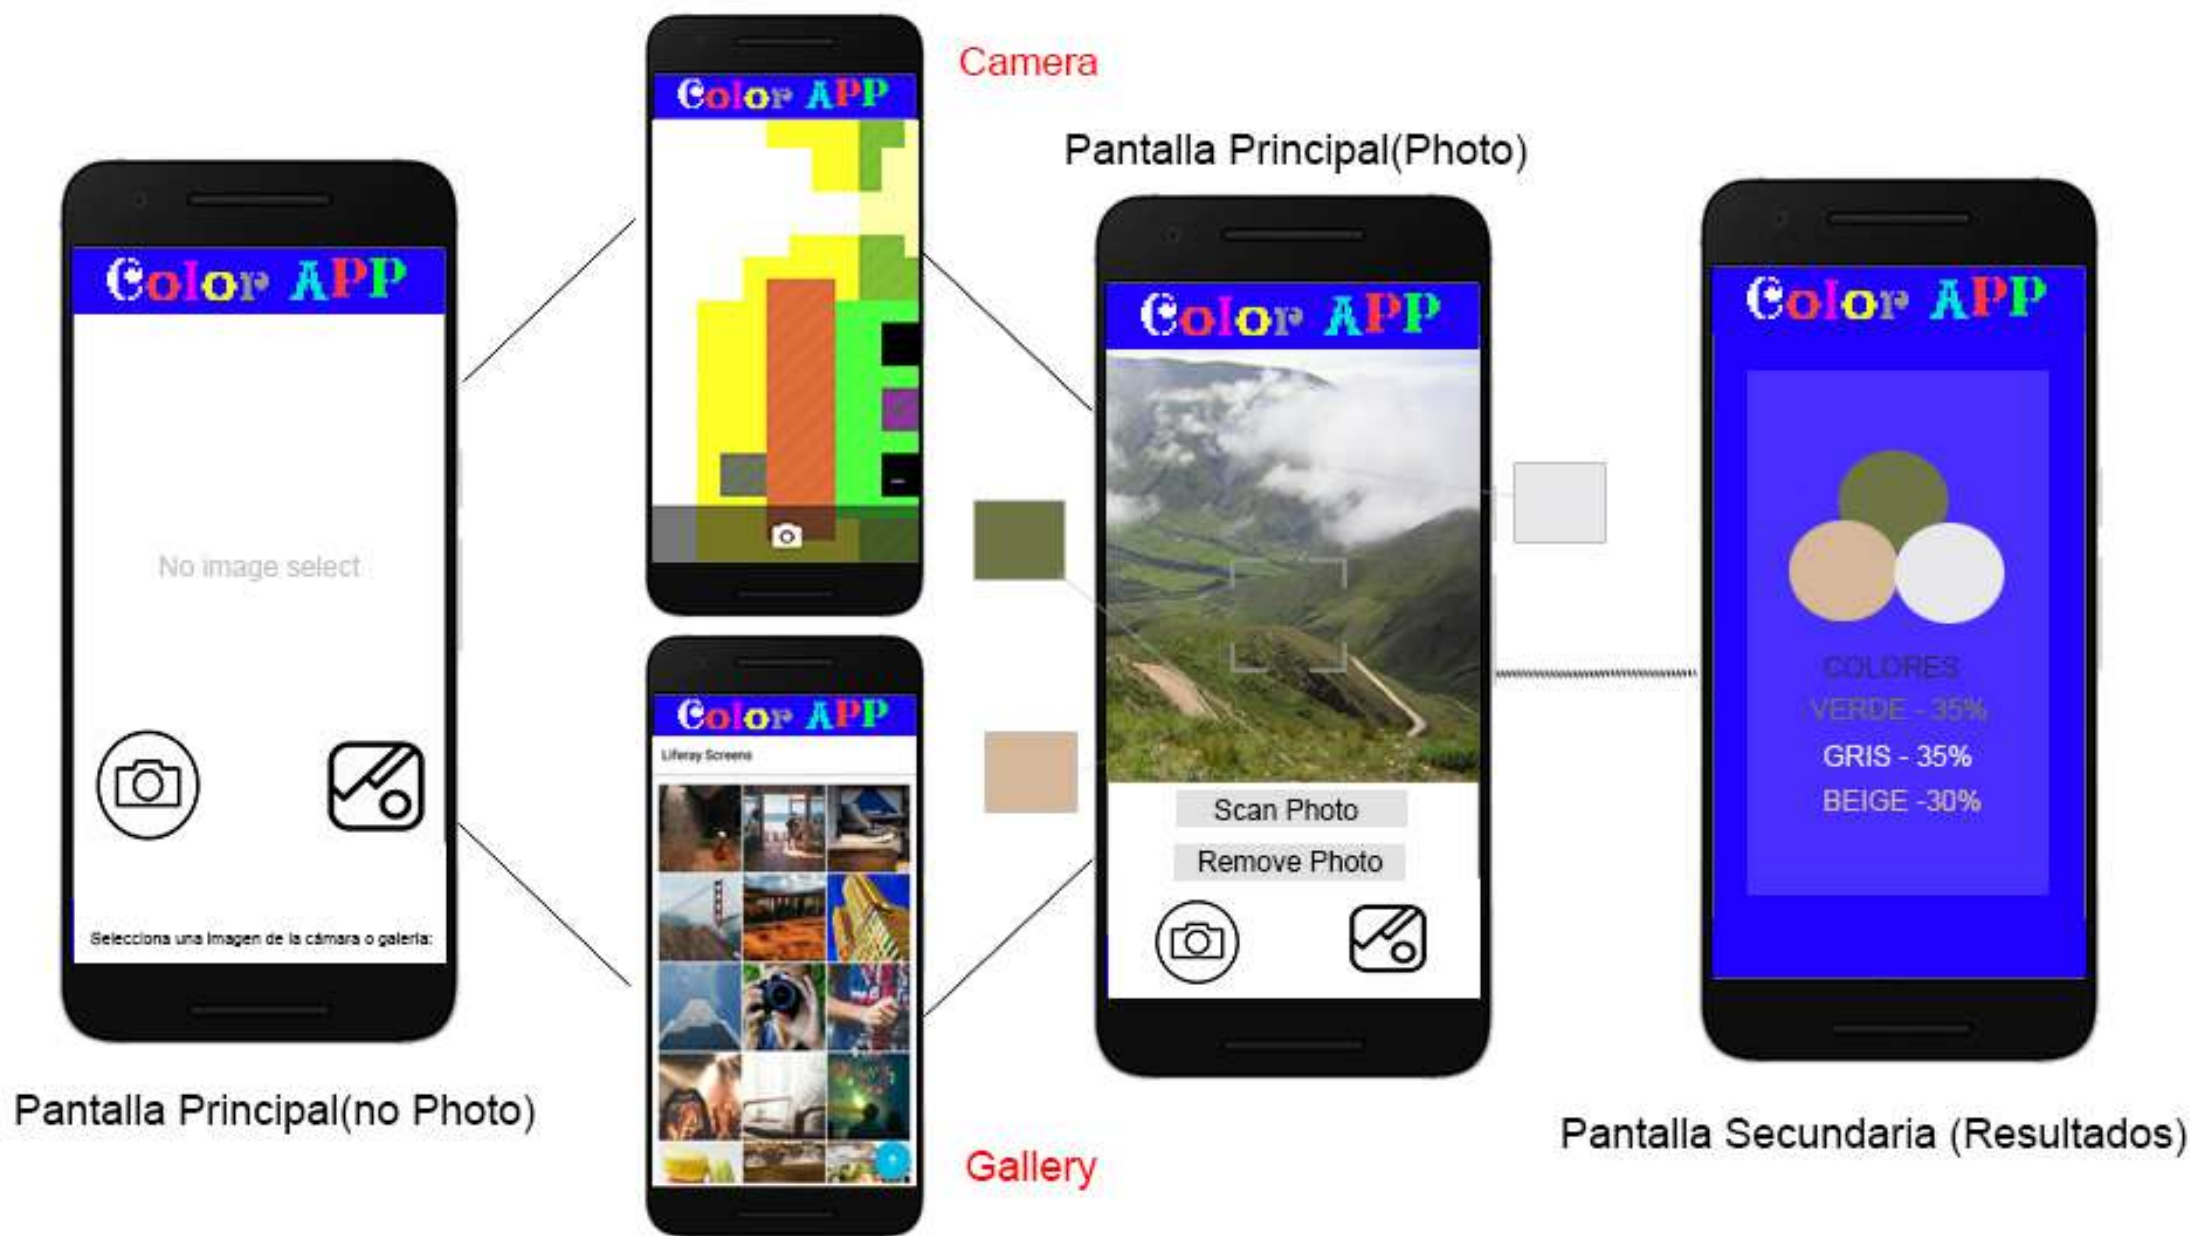 Color APP
No image select
Selecciona una imagen de la cámara o galería:
Pantalla Principal(no Photo)
Camera
Color APP
Color APP
Liferay Screens
Gallery
Pantalla Principal(Photo)
Color APP
Scan Photo
Remove Photo
Color APP
COLORES
VERDE - 35%
GRIS - 35%
BEIGE -30%
Pantalla Secundaria (Resultados)